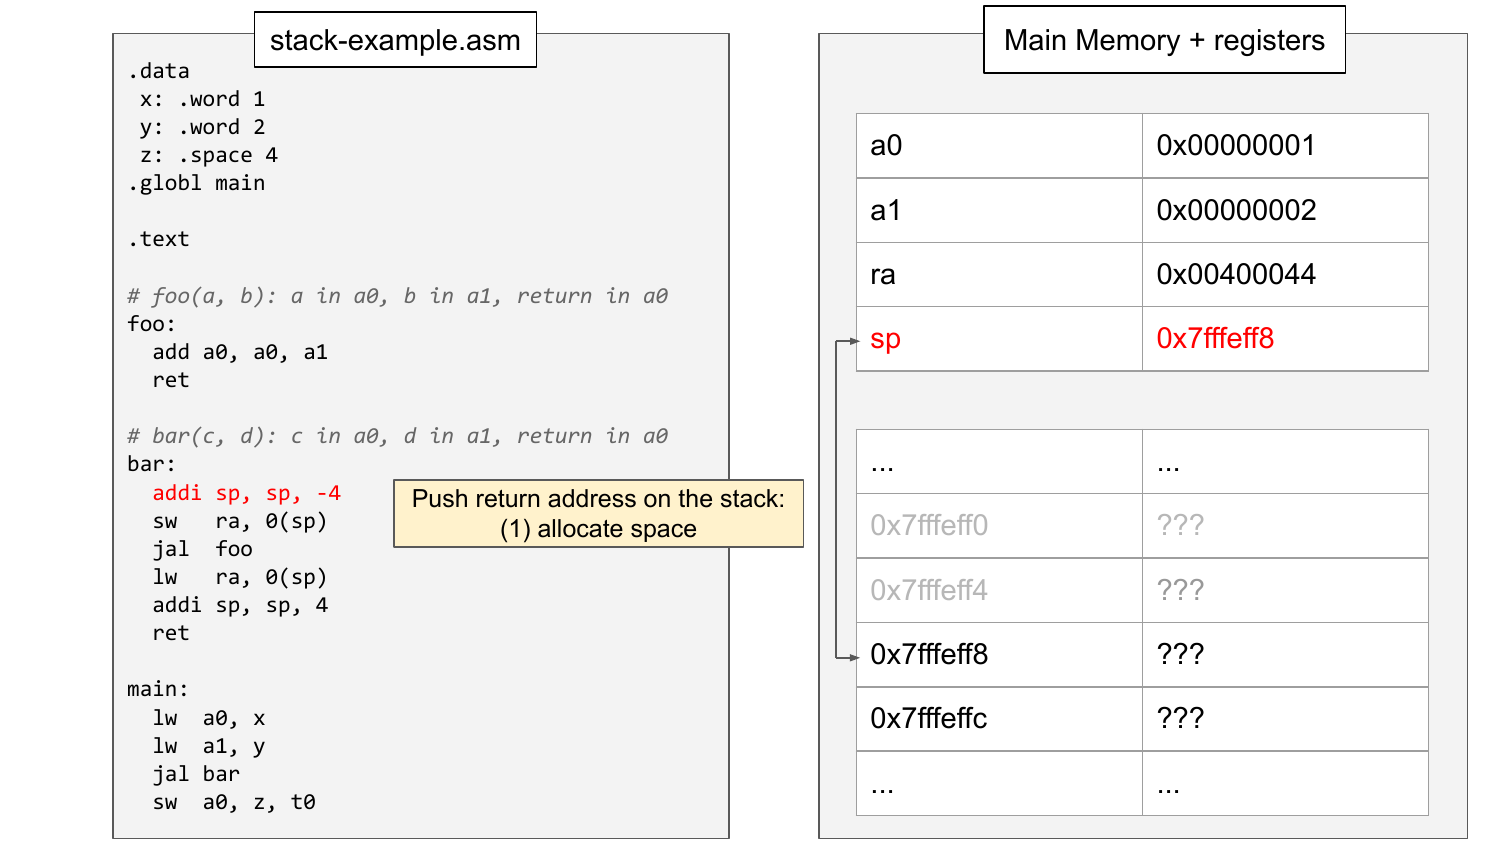 stack-example.asm
.data
x: .word 1
y: .word 2
z: .space 4
.globl main
.text
# foo(a, b): a in a0, b in a1, return in a0
foo:
add a0, a0, a1
ret
# bar(c, d): c in a0, d in a1, return in a0
bar:
addi sp, sp, -4
sw ra, 0(sp)
jal foo
lw ra, 0(sp)
addi sp, sp, 4
ret
main:
lw a0, x
lw a1, y
jal bar
sw a0, z, t0
Push return address on the stack:
(1) allocate space
Main Memory + registers
a0 0x00000001
a1 0x00000002
ra 0x00400044
sp 0x7fffeff8
... ...
0x7fffeff0 ???
0x7fffeff4 ???
0x7fffeff8 ???
0x7fffeffc ???
... ...